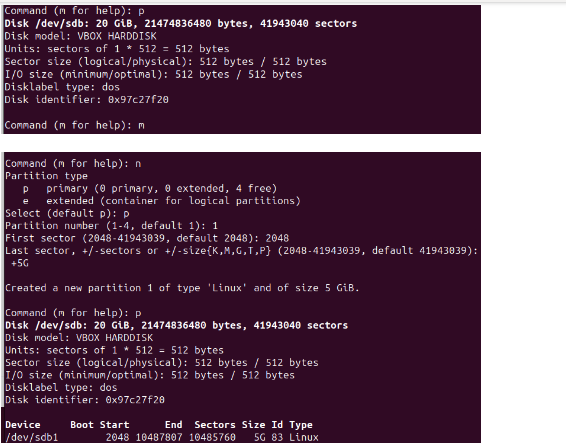 Command (m for help): p
Disk /dev/sdb: 20 GiB, 21474836480 bytes, 41943040 sectors
Disk model: VBOX HARDDISK
Units: sectors of 1 * 512 = 512 bytes
Sector size (logical/physical): 512 bytes / 512 bytes
I/O size (minimum/optimal): 512 bytes / 512 bytes
Disklabel type: dos
Disk identifier: 0x97c27f20
Command (m for help): m
Command (m for help): n
Partition type
p primary (0 primary, 0 extended, 4 free)
e extended (container for logical partitions)
Select (default p): p
Partition number (1-4, default 1): 1
First sector (2048-41943039, default 2048): 2048
Last sector, +/-sectors or +/-size{K,M,G,T,P} (2048-41943039, default 41943039):
+5G
Created a new partition 1 of type 'Linux' and of size 5 GiB.
Command (m for help): p
Disk /dev/sdb: 20 GiB, 21474836480 bytes, 41943040 sectors
Disk model: VBOX HARDDISK
Units: sectors of 1 * 512 = 512 bytes
Sector size (logical/physical): 512 bytes / 512 bytes
I/O size (minimum/optimal): 512 bytes / 512 bytes
Disklabel type: dos
Disk identifier: 0x97c27f20
Device Boot Start End Sectors Size Id Type
/dev/sdb1 2048 10487807 10485760 5G 83 Linux